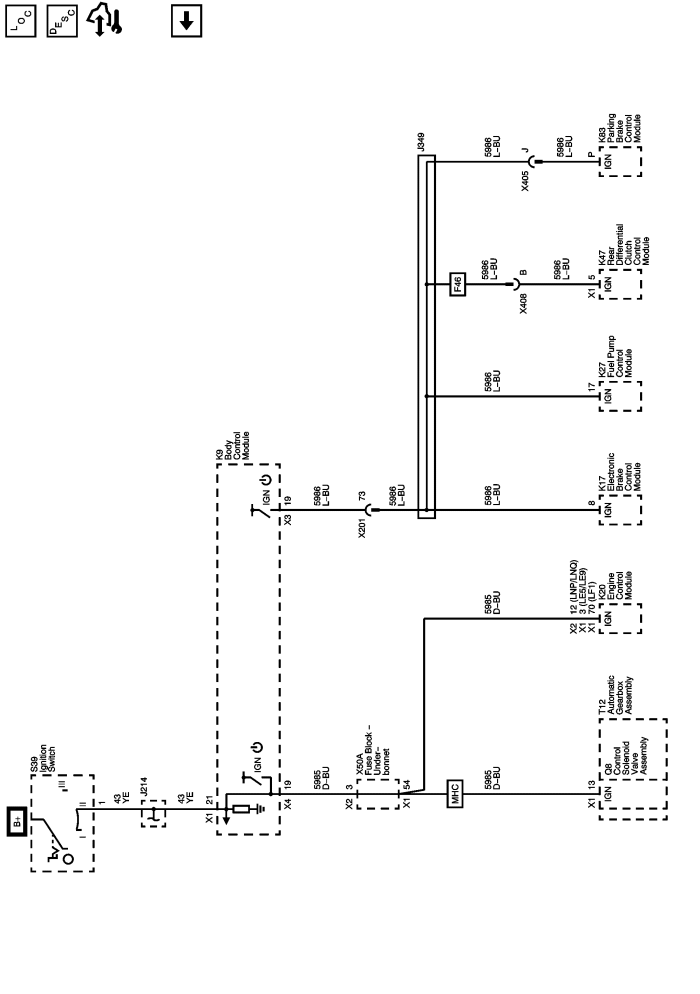 LOC
DESC
B+
S39
Ignition
Switch
I
II
III
1
43
YE
J214
43
YE
X1
21
K9
Body
Control
Module
IGN
X4
19
IGN
X3
19
5985
D-BU
X2
3
X50A
Fuse Block -
Under-
bonnet
X1
54
MHC
5985
D-BU
X1
13
T12
Automatic
Gearbox
Assembly
Q8
Control
Solenoid
Valve
Assembly
IGN
5985
D-BU
X2 12 (LNP/LNQ)
X1 3 (LE5/LE9)
X1 70 (LF1)
K20
Engine
Control
Module
IGN
5986
L-BU
X201
73
5986
L-BU
J349
5986
L-BU
8
K17
Electronic
Brake
Control
Module
IGN
5986
L-BU
17
K27
Fuel Pump
Control
Module
IGN
F46
5986
L-BU
X408
B
5986
L-BU
X1
5
K47
Rear
Differential
Clutch
Control
Module
IGN
5986
L-BU
X405
J
5986
L-BU
P
K83
Parking
Brake
Control
Module
IGN